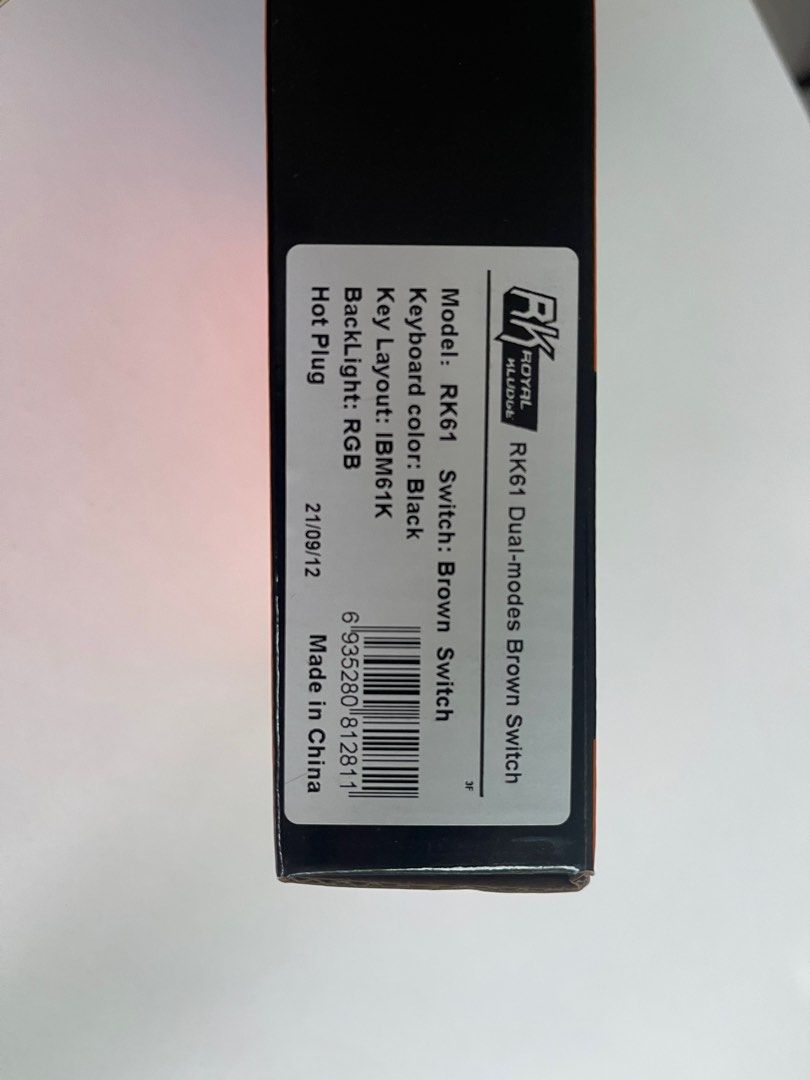 RK ROYAL KLUDGE RK61 Dual-modes Brown Switch
3F
Model: RK61 Switch: Brown Switch
Keyboard color: Black
Key Layout: IBM61K
BackLight: RGB
6 935280 812811
Hot Plug 21/09/12 Made in China